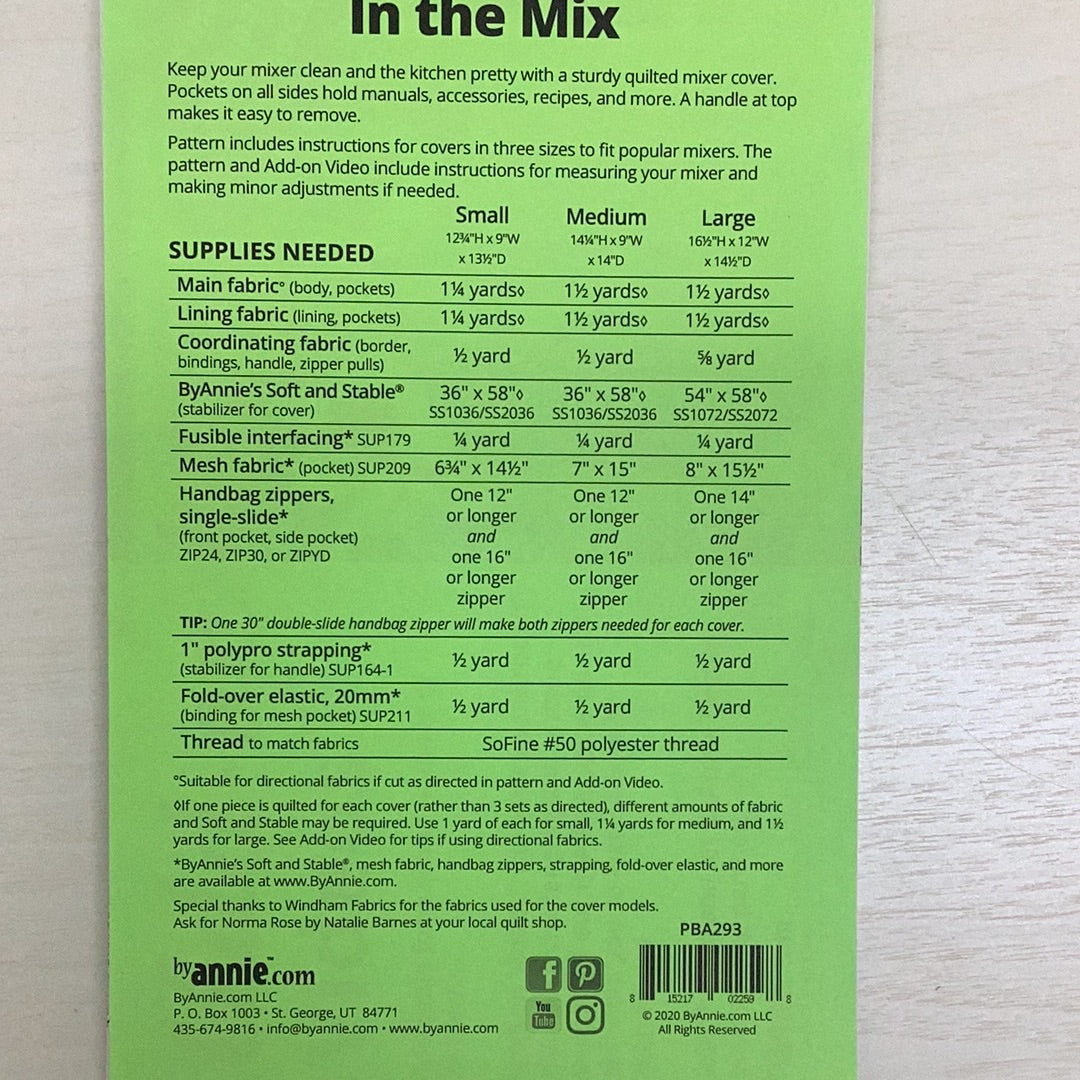 In the Mix
Keep your mixer clean and the kitchen pretty with a sturdy quilted mixer cover.
Pockets on all sides hold manuals, accessories, recipes, and more. A handle at top
makes it easy to remove.
Pattern includes instructions for covers in three sizes to fit popular mixers. The
pattern and Add-on Video include instructions for measuring your mixer and
making minor adjustments if needed.
Small Medium Large
12¾"H x 9"W 14¼"H x 9"W 16½"H x 12"W
SUPPLIES NEEDED x 13½"D x 14"D x 14½"D
Main fabric° (body, pockets) 1¼ yards◊ 1½ yards◊ 1½ yards◊
Lining fabric (lining, pockets) 1¼ yards◊ 1½ yards◊ 1½ yards◊
Coordinating fabric (border,
bindings, handle, zipper pulls) ½ yard ½ yard ⅝ yard
ByAnnie's Soft and Stable® 36" x 58"◊ 36" x 58"◊ 54" x 58"◊
(stabilizer for cover) SS1036/SS2036 SS1036/SS2036 SS1072/SS2072
Fusible interfacing* SUP179 ¼ yard ¼ yard ¼ yard
Mesh fabric* (pocket) SUP209 6¾" x 14½" 7" x 15" 8" x 15½"
Handbag zippers, One 12" One 12" One 14"
single-slide* or longer or longer or longer
(front pocket, side pocket) and and and
ZIP24, ZIP30, or ZIPYD one 16" one 16" one 16"
or longer or longer or longer
zipper zipper zipper
TIP: One 30" double-slide handbag zipper will make both zippers needed for each cover.
1" polypro strapping*
(stabilizer for handle) SUP164-1 ½ yard ½ yard ½ yard
Fold-over elastic, 20mm*
(binding for mesh pocket) SUP211 ½ yard ½ yard ½ yard
Thread to match fabrics SoFine #50 polyester thread
°Suitable for directional fabrics if cut as directed in pattern and Add-on Video.
◊If one piece is quilted for each cover (rather than 3 sets as directed), different amounts of fabric
and Soft and Stable may be required. Use 1 yard of each for small, 1¼ yards for medium, and 1½
yards for large. See Add-on Video for tips if using directional fabrics.
*ByAnnie's Soft and Stable®, mesh fabric, handbag zippers, strapping, fold-over elastic, and more
are available at www.ByAnnie.com.
Special thanks to Windham Fabrics for the fabrics used for the cover models.
Ask for Norma Rose by Natalie Barnes at your local quilt shop.
PBA293
byannie.com™
ByAnnie.com LLC
P. O. Box 1003 • St. George, UT 84771
435-674-9816 • info@byannie.com • www.byannie.com
f P
You
Tube
8 15217 02259 8
© 2020 ByAnnie.com LLC
All Rights Reserved